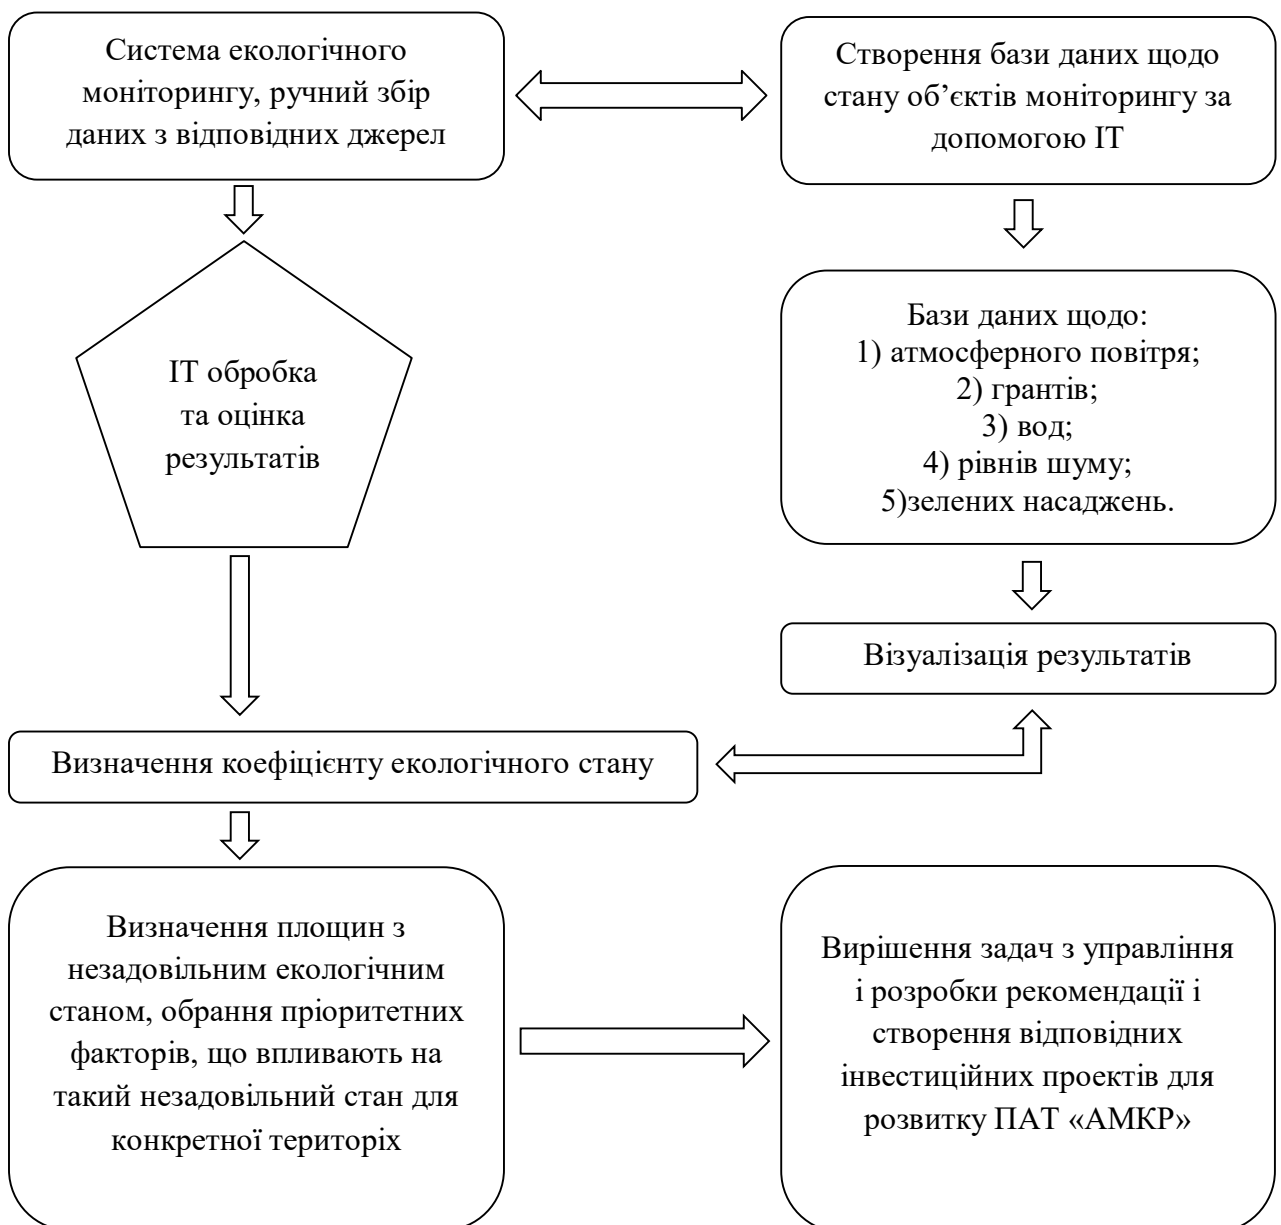 Система екологічного
моніторингу, ручний збір
даних з відповідних джерел
Створення бази даних щодо
стану об’єктів моніторингу за
допомогою ІТ
ІТ обробка
та оцінка
результатів
Бази даних щодо:
1) атмосферного повітря;
2) грантів;
3) вод;
4) рівнів шуму;
5)зелених насаджень.
Візуалізація результатів
Визначення коефіцієнту екологічного стану
Визначення площин з
незадовільним екологічним
станом, обрання пріоритетних
факторів, що впливають на
такий незадовільний стан для
конкретної територіх
Вирішення задач з управління
і розробки рекомендації і
створення відповідних
інвестиційних проектів для
розвитку ПАТ «АМКР»